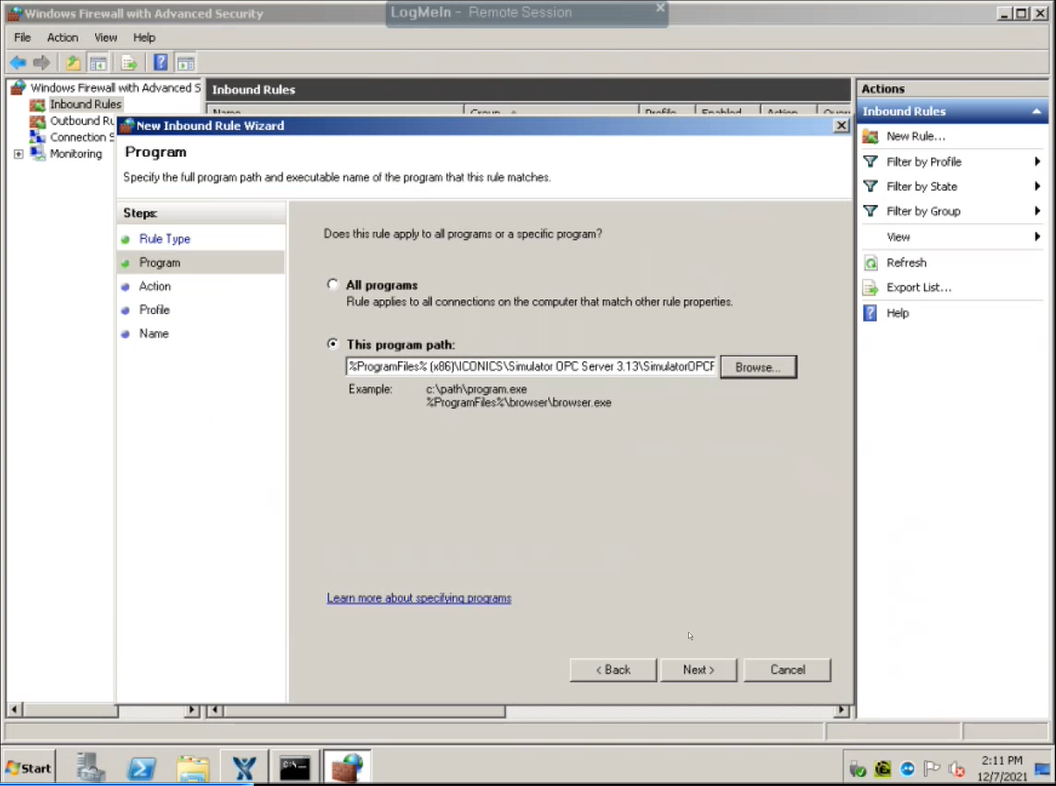 Windows Firewall with Advanced Security
LogMeIn - Remote Session
File Action View Help
Windows Firewall with Advanced S
Inbound Rules
Outbound Ru
Connection S
Monitoring
Inbound Rules
Name Group Profile Enabled Action Over
New Inbound Rule Wizard
Program
Specify the full program path and executable name of the program that this rule matches.
Steps:
Rule Type
Program
Action
Profile
Name
Does this rule apply to all programs or a specific program?
All programs
Rule applies to all connections on the computer that match other rule properties.
This program path:
%ProgramFiles% (x86)\ICONICS\Simulator OPC Server 3.13\SimulatorOPCF
Browse...
Example: c:\path\program.exe
%ProgramFiles%\browser\browser.exe
Learn more about specifying programs
< Back Next > Cancel
Actions
Inbound Rules
New Rule...
Filter by Profile
Filter by State
Filter by Group
View
Refresh
Export List...
Help
Start
2:11 PM
12/7/2021